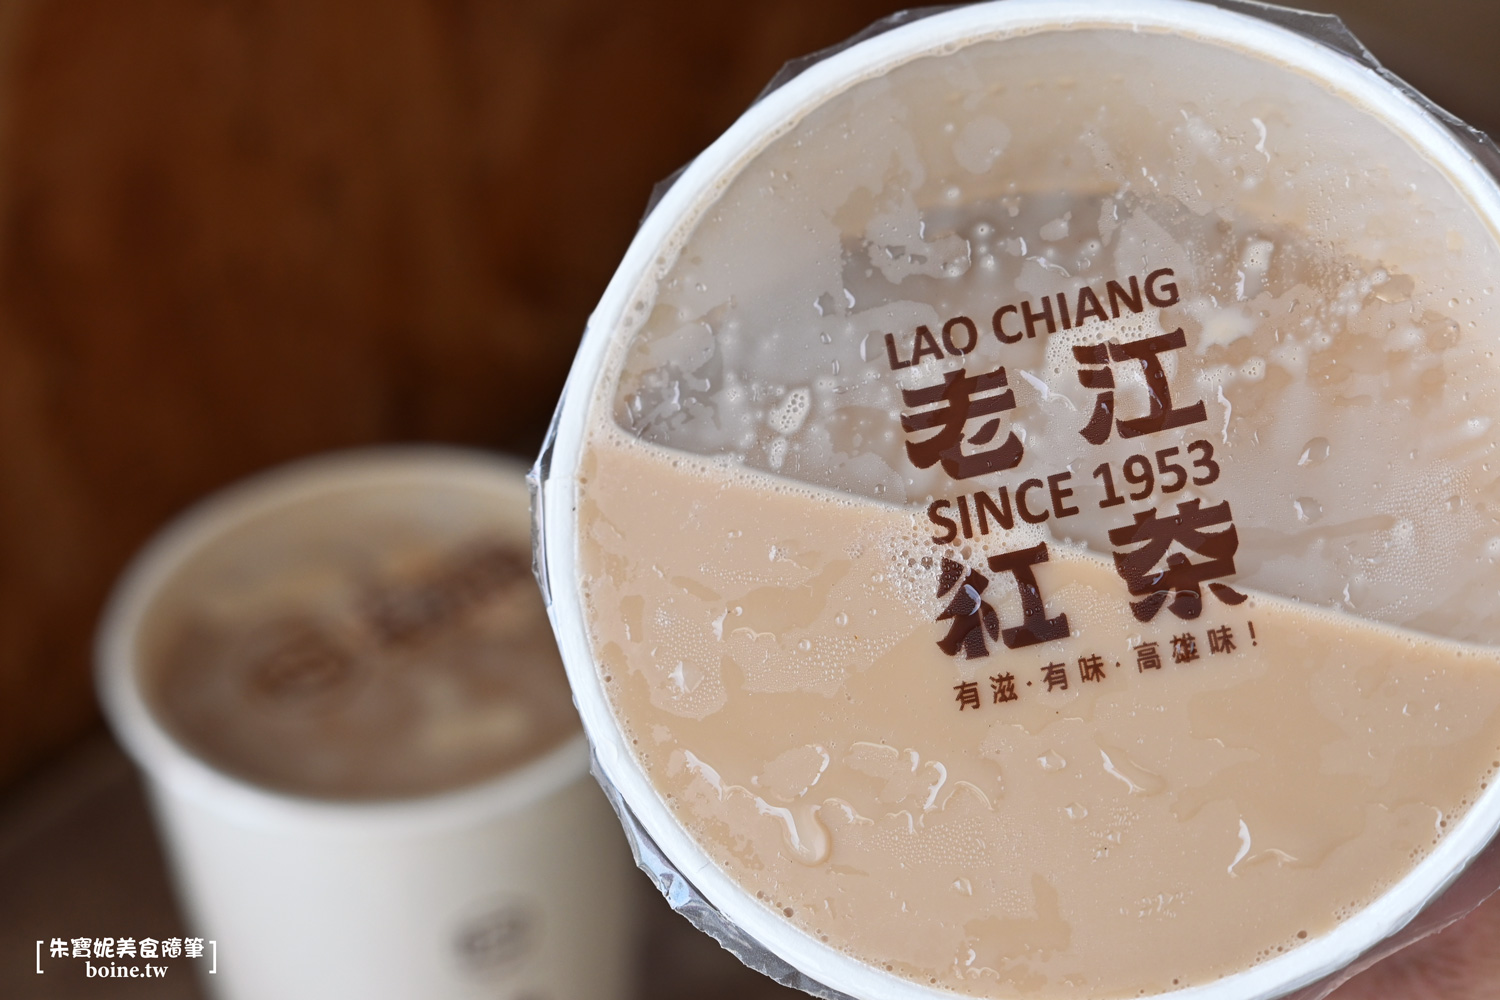 LAO CHIANG
老江
SINCE 1953
紅茶
有滋·有味·高雄味!
[朱寶妮美食隨筆]
boine.tw